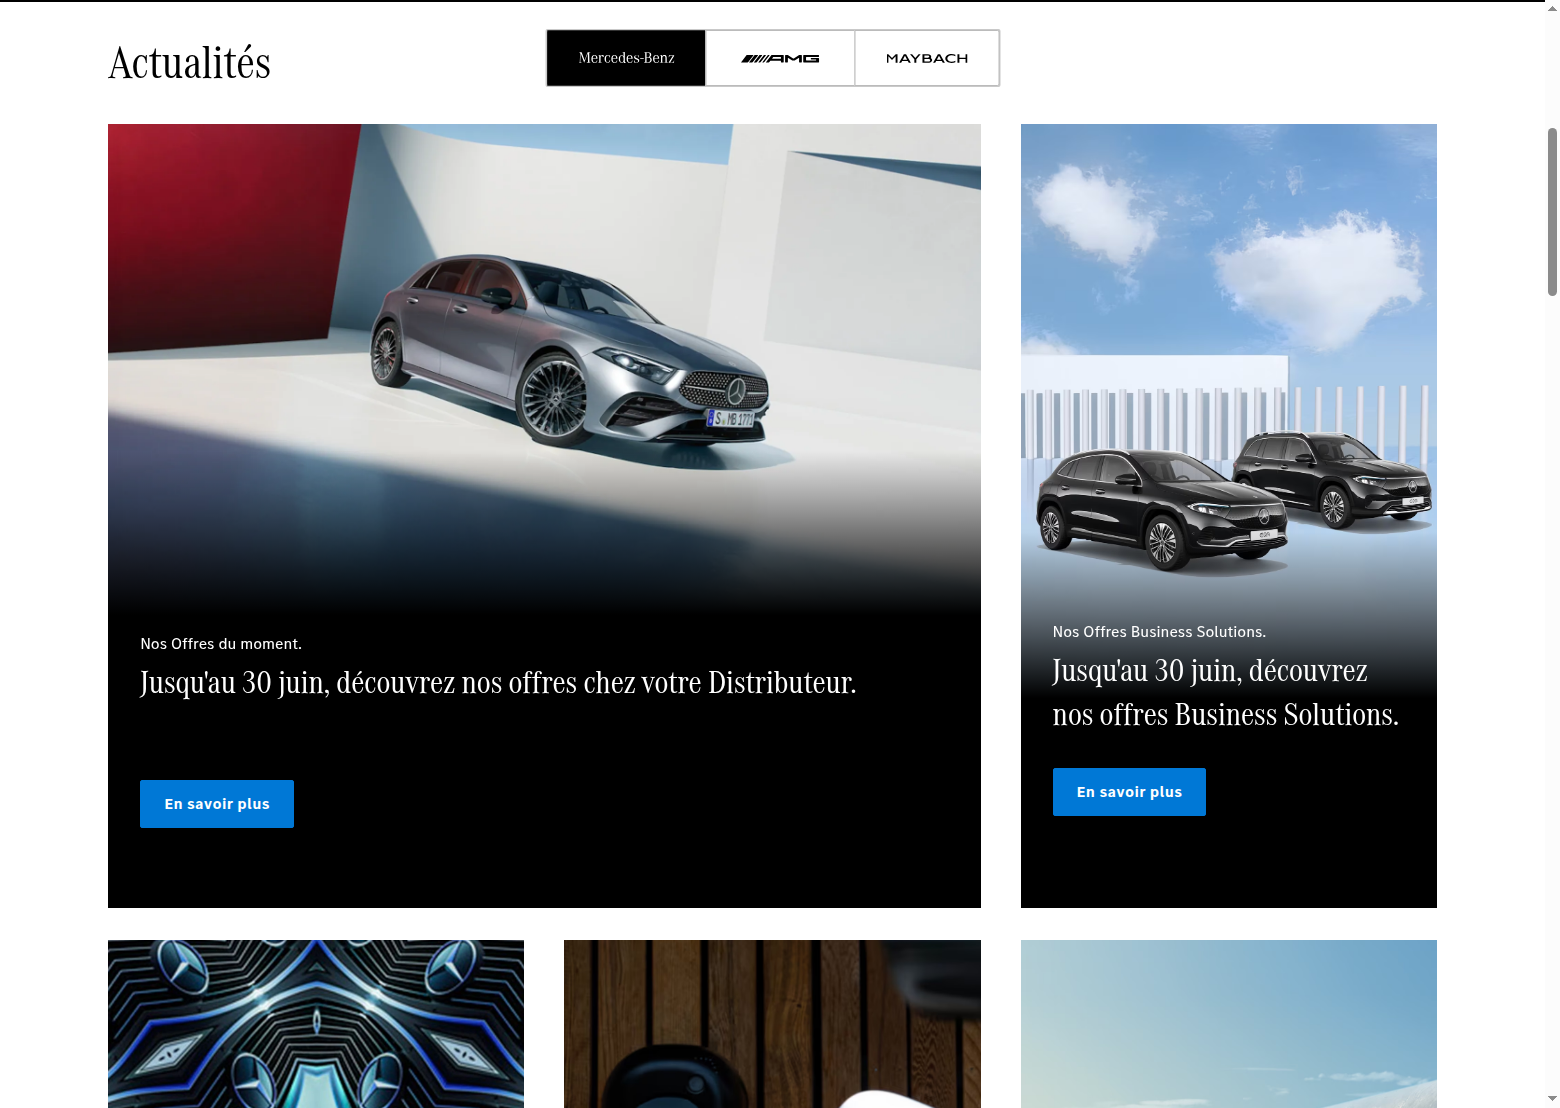 Actualités
Mercedes-Benz
AMG
MAYBACH
Nos Offres du moment.
Jusqu'au 30 juin, découvrez nos offres chez votre Distributeur.
En savoir plus
Nos Offres Business Solutions.
Jusqu'au 30 juin, découvrez
nos offres Business Solutions.
En savoir plus